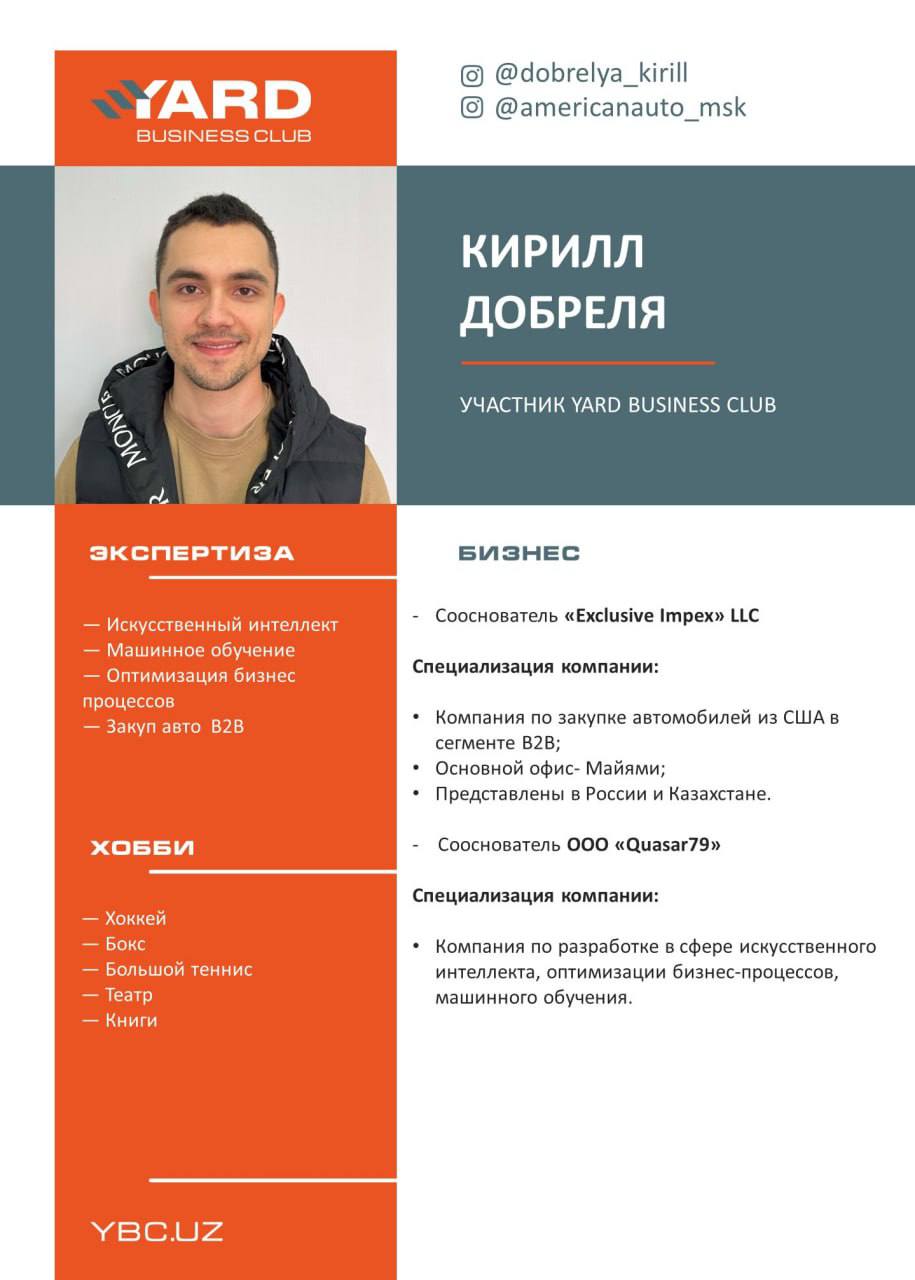 YARD
BUSINESS CLUB
@dobrelya_kirill
@americanauto_msk
КИРИЛЛ
ДОБРЕЛЯ
УЧАСТНИК YARD BUSINESS CLUB
MONCLER
ЭКСПЕРТИЗА
— Искусственный интеллект
— Машинное обучение
— Оптимизация бизнес
процессов
— Закуп авто  B2B
ХОББИ
— Хоккей
— Бокс
— Большой теннис
— Театр
— Книги
YBC.UZ
БИЗНЕС
- Сооснователь «Exclusive Impex» LLC
Специализация компании:
• Компания по закупке автомобилей из США в
сегменте B2B;
• Основной офис- Майями;
• Представлены в России и Казахстане.
- Сооснователь ООО «Quasar79»
Специализация компании:
• Компания по разработке в сфере искусственного
интеллекта, оптимизации бизнес-процессов,
машинного обучения.